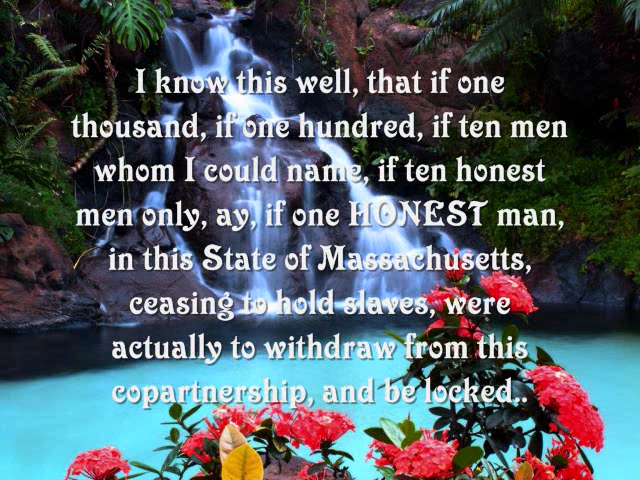 I know this well, that if one
thousand, if one hundred, if ten men
whom I could name, if ten honest
men only, ay, if one HONEST man,
in this State of Massachusetts,
ceasing to hold slaves, were
actually to withdraw from this
copartnership, and be locked..